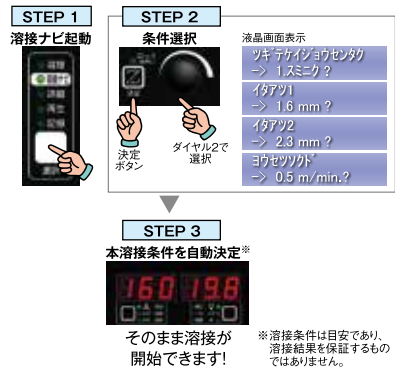 STEP 1
溶接ナビ起動
STEP 2
条件選択
決定
ボタン
ダイヤル2で
選択
液晶画面表示
ツギテケイジョウセンタク
-> 1.スミニク ?
イタアツ1
-> 1.6 mm ?
イタアツ2
-> 2.3 mm ?
ヨウセツソクド
-> 0.5 m/min.?
STEP 3
本溶接条件を自動決定※
160 19.8
そのまま溶接が
開始できます!
※溶接条件は目安であり、
溶接結果を保証するもの
ではありません。